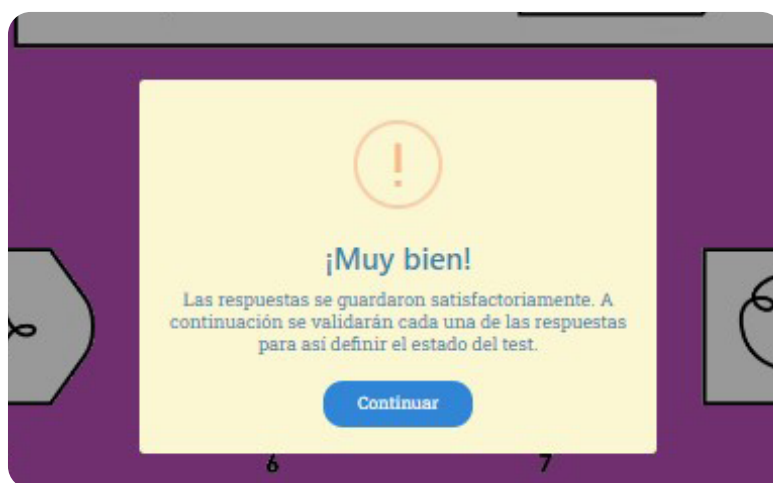 !
¡Muy bien!
Las respuestas se guardaron satisfactoriamente. A
continuación se validarán cada una de las respuestas
para así definir el estado del test.
Continuar
6 7